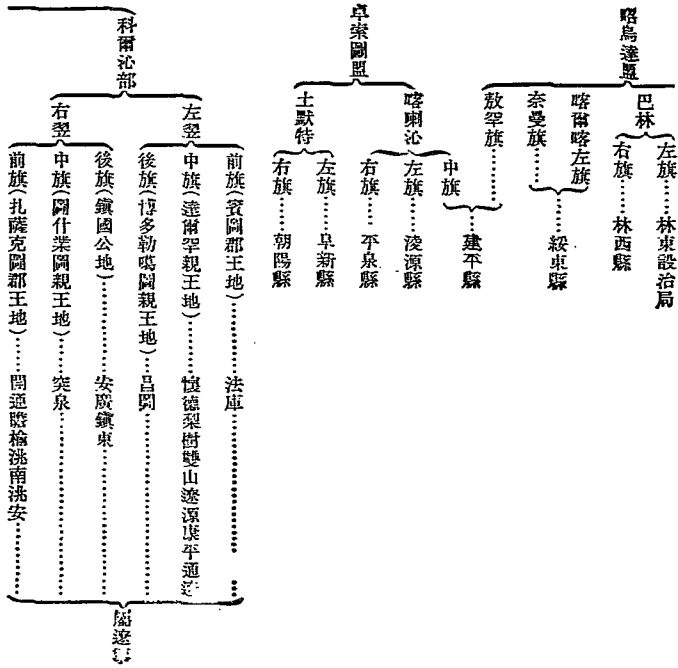 昭烏達盟
巴林
左旗……林東設治局
右旗……林西縣
喀爾喀左旗
奈曼旗……
綏東縣
敖罕旗……
建平縣
卓索圖盟
喀喇沁
中旗
左旗……淩源縣
右旗……平泉縣
土默特
左旗……阜新縣
右旗……朝陽縣
科爾沁部
左翌
前旗(賓圖郡王地)……法庫……
中旗(達爾罕親王地)……懷德梨樹雙山遼源康平通遼
後旗(博多勒噶圖親王地)……昌圖……
右翌
後旗(鎮國公地)……安廣鎮東……
中旗(圖什業圖親王地)……突泉……
前旗(扎薩克圖郡王地)……開通瞻榆洮南洮安……
屬遼寧